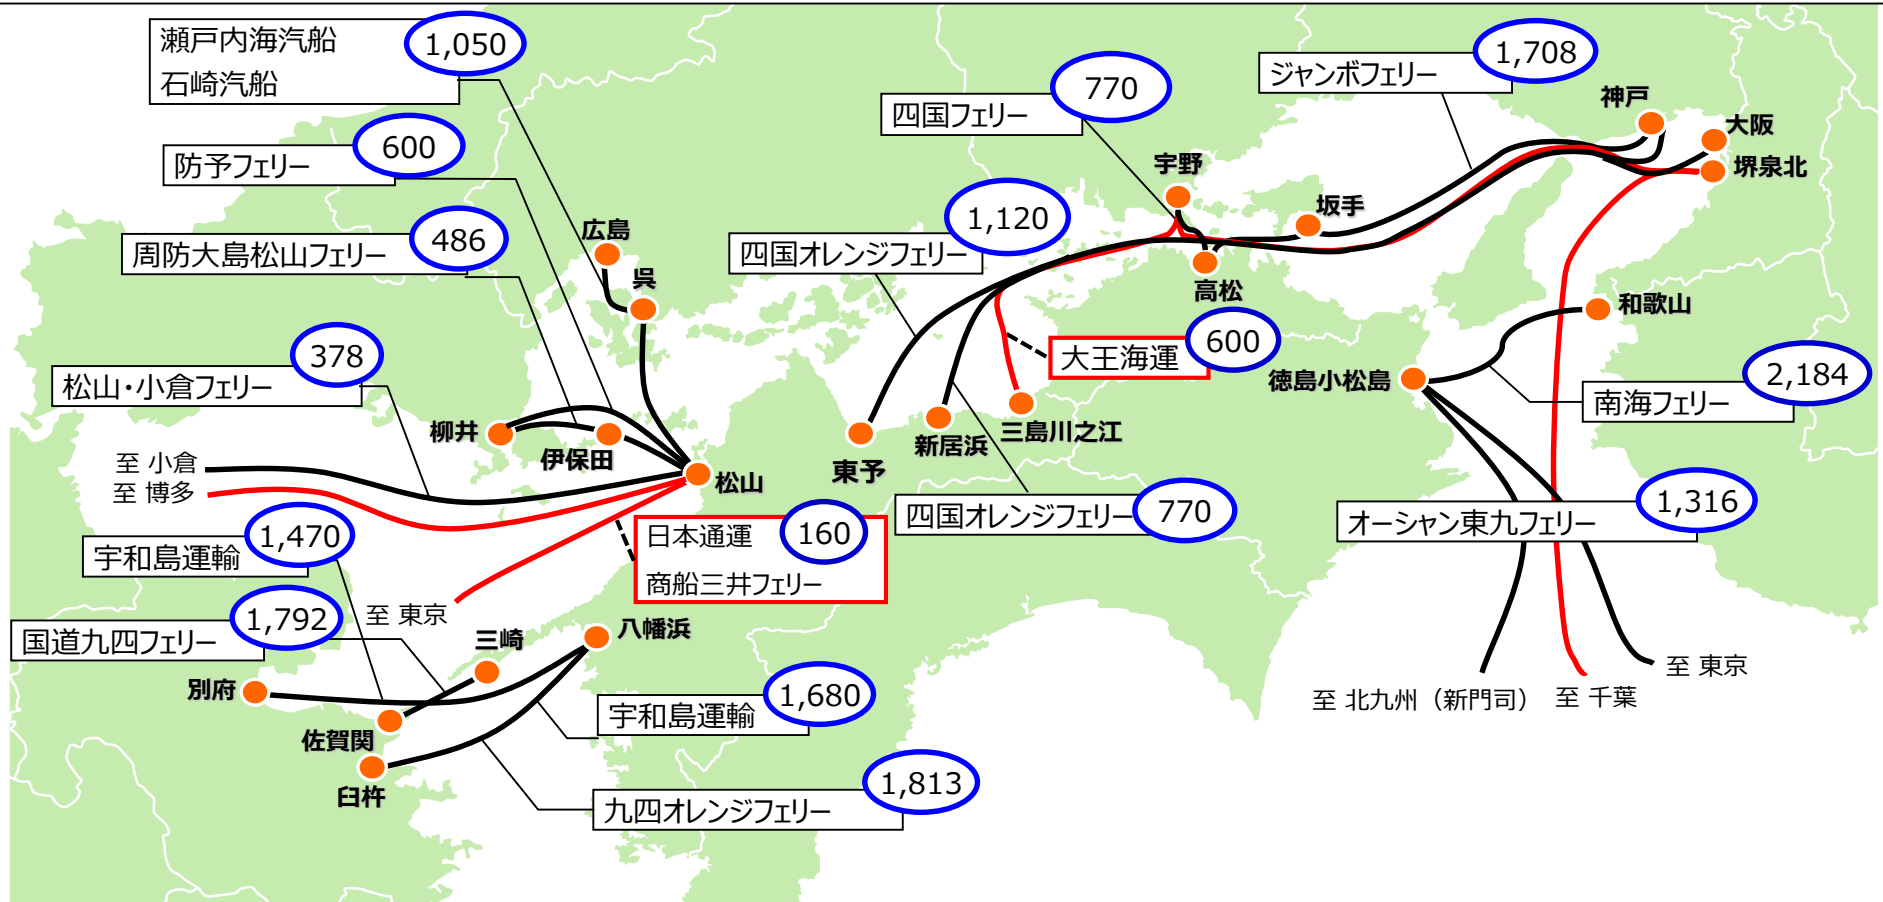 瀬戸内海汽船
石崎汽船
1,050
防予フェリー
600
周防大島松山フェリー
486
松山・小倉フェリー
378
四国フェリー
770
四国オレンジフェリー
1,120
ジャンボフェリー
1,708
神戸
大阪
堺泉北
宇野
坂手
高松
広島
呉
和歌山
徳島小松島
大王海運
600
南海フェリー
2,184
柳井
伊保田
松山
東予
新居浜
三島川之江
至 小倉
至 博多
四国オレンジフェリー
770
オーシャン東九フェリー
1,316
日本通運
160
商船三井フェリー
宇和島運輸
1,470
国道九四フェリー
1,792
至 東京
三崎
八幡浜
別府
佐賀関
臼杵
宇和島運輸
1,680
九四オレンジフェリー
1,813
至 北九州（新門司）
至 千葉
至 東京